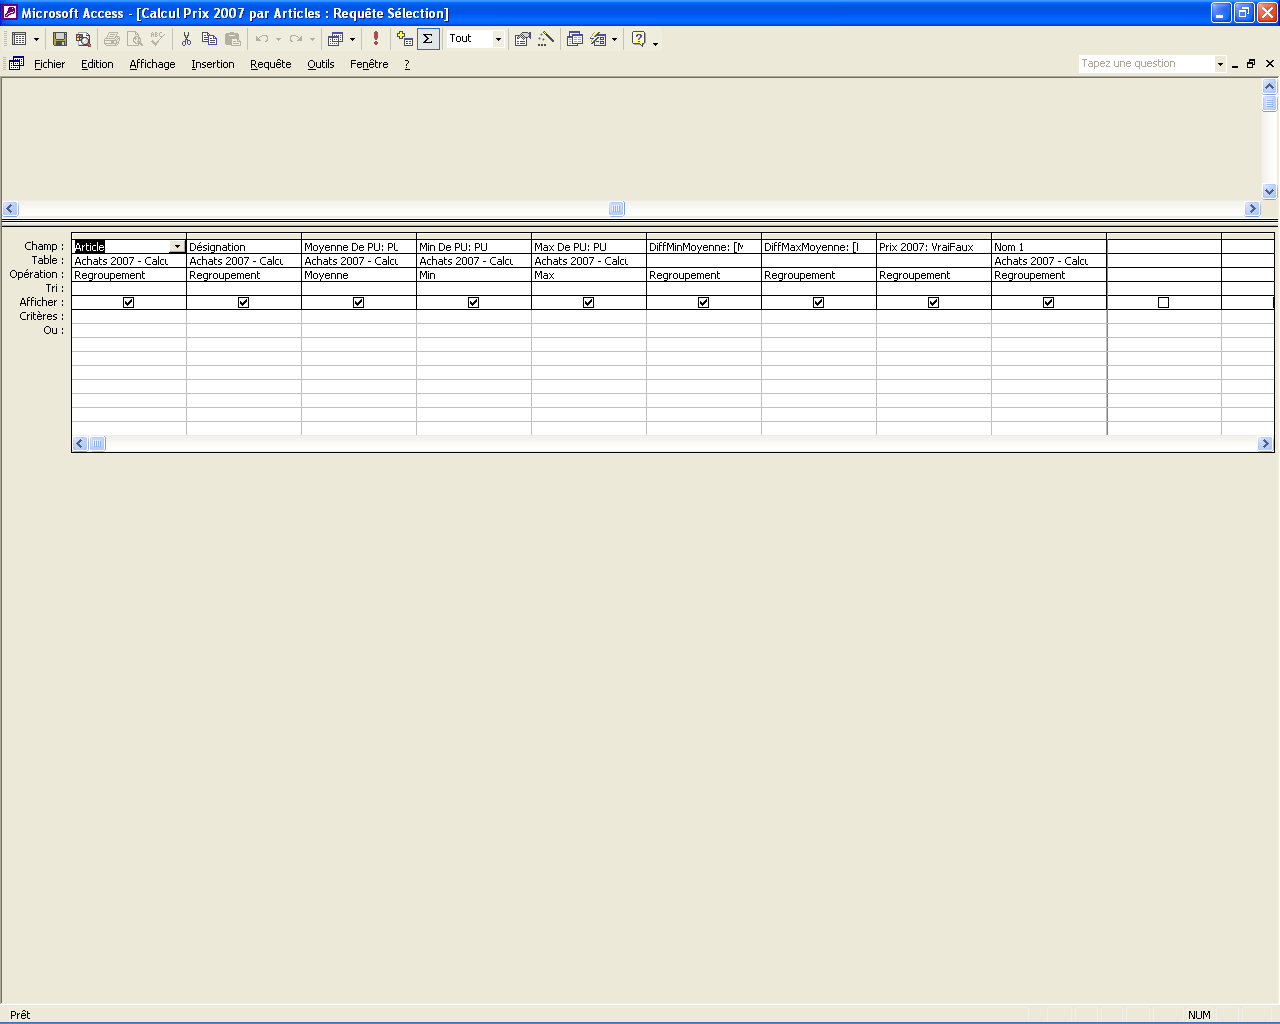 Microsoft Access - [Calcul Prix 2007 par Articles : Requête Sélection]
Tout
Fichier Edition Affichage Insertion Requête Outils Fenêtre ? Tapez une question
Champ : Article Désignation Moyenne De PU: PU Min De PU: PU Max De PU: PU DiffMinMoyenne: [M DiffMaxMoyenne: [ Prix 2007: VraiFaux Nom 1
Table : Achats 2007 - Calcu Achats 2007 - Calcu Achats 2007 - Calcu Achats 2007 - Calcu Achats 2007 - Calcu Achats 2007 - Calcu
Opération : Regroupement Regroupement Moyenne Min Max Regroupement Regroupement Regroupement Regroupement
Tri :
Afficher :
Critères :
Ou :
Prêt NUM